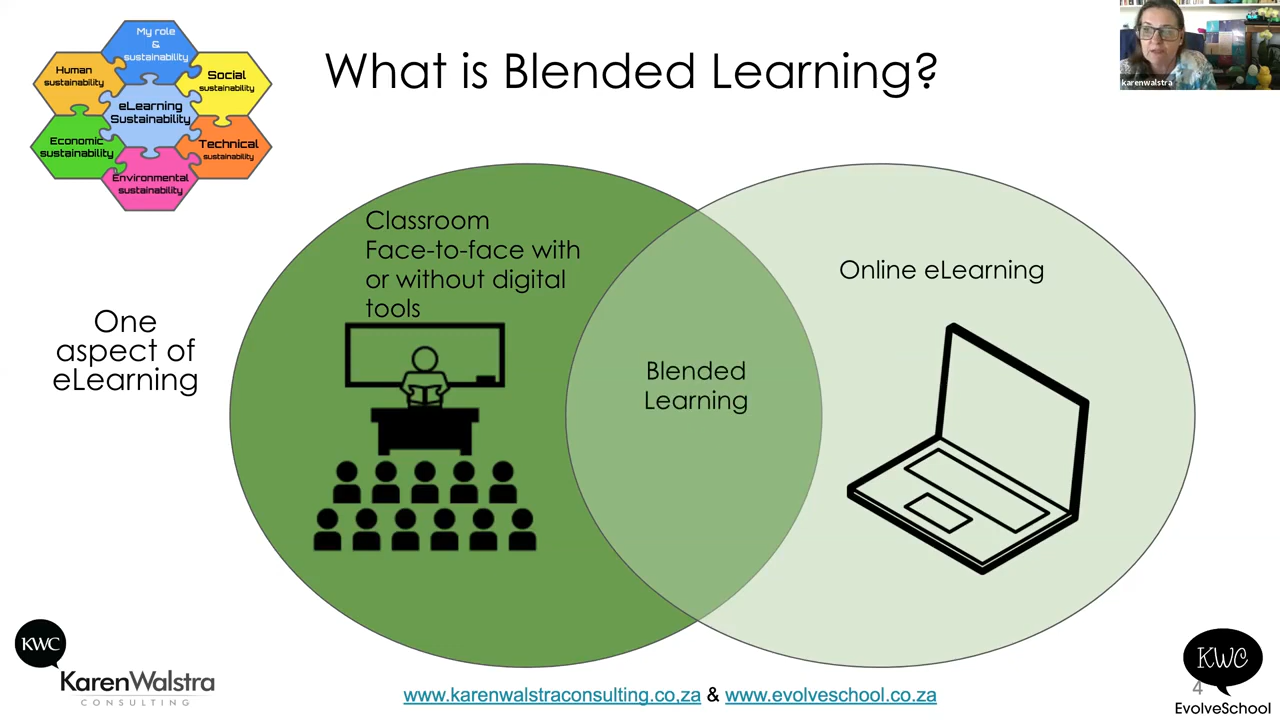 What is Blended Learning?
My role
&
sustainability
Human
sustainability
Social
sustainability
eLearning
Sustainability
Economic
sustainability
Technical
sustainability
Environmental
sustainability
karenwalstra
Classroom
Face-to-face with
or without digital
tools
Online eLearning
One
aspect of
eLearning
Blended
Learning
KWC
KarenWalstra
CONSULTING
www.karenwalstraconsulting.co,za & www.evolveschool.co.za
KWC
4
EvolveSchool